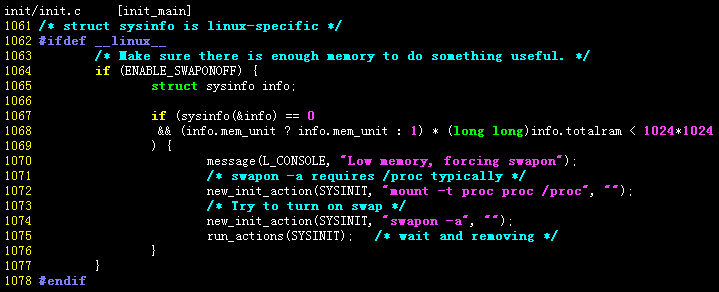 init/init.c     [init_main]
1061 /* struct sysinfo is linux-specific */
1062 #ifdef __linux__
1063         /* Make sure there is enough memory to do something useful. */
1064         if (ENABLE_SWAPONOFF) {
1065                 struct sysinfo info;
1066
1067                 if (sysinfo(&info) == 0
1068                  && (info.mem_unit ? info.mem_unit : 1) * (long long)info.totalram < 1024*1024
1069                 ) {
1070                         message(L_CONSOLE, "Low memory, forcing swapon");
1071                         /* swapon -a requires /proc typically */
1072                         new_init_action(SYSINIT, "mount -t proc proc /proc", "");
1073                         /* Try to turn on swap */
1074                         new_init_action(SYSINIT, "swapon -a", "");
1075                         run_actions(SYSINIT);   /* wait and removing */
1076                 }
1077         }
1078 #endif